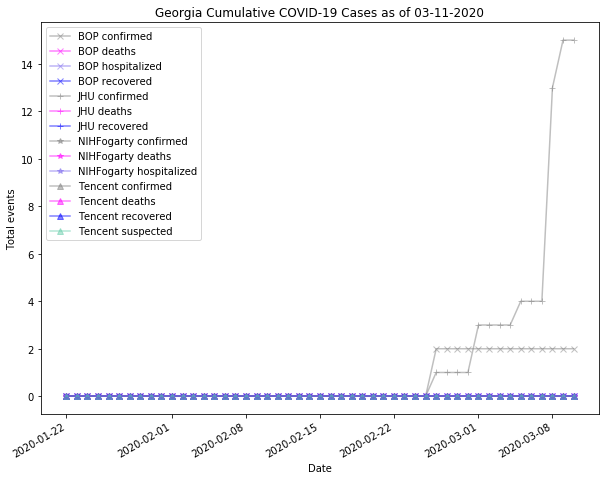 Georgia Cumulative COVID-19 Cases as of 03-11-2020
BOP confirmed
BOP deaths
BOP hospitalized
BOP recovered
JHU confirmed
JHU deaths
JHU recovered
NIHFogarty confirmed
NIHFogarty deaths
NIHFogarty hospitalized
Tencent confirmed
Tencent deaths
Tencent recovered
Tencent suspected
Total events
14
12
10
8
6
4
2
0
2020-01-22
2020-02-01
2020-02-08
2020-02-15
2020-02-22
2020-03-01
2020-03-08
Date